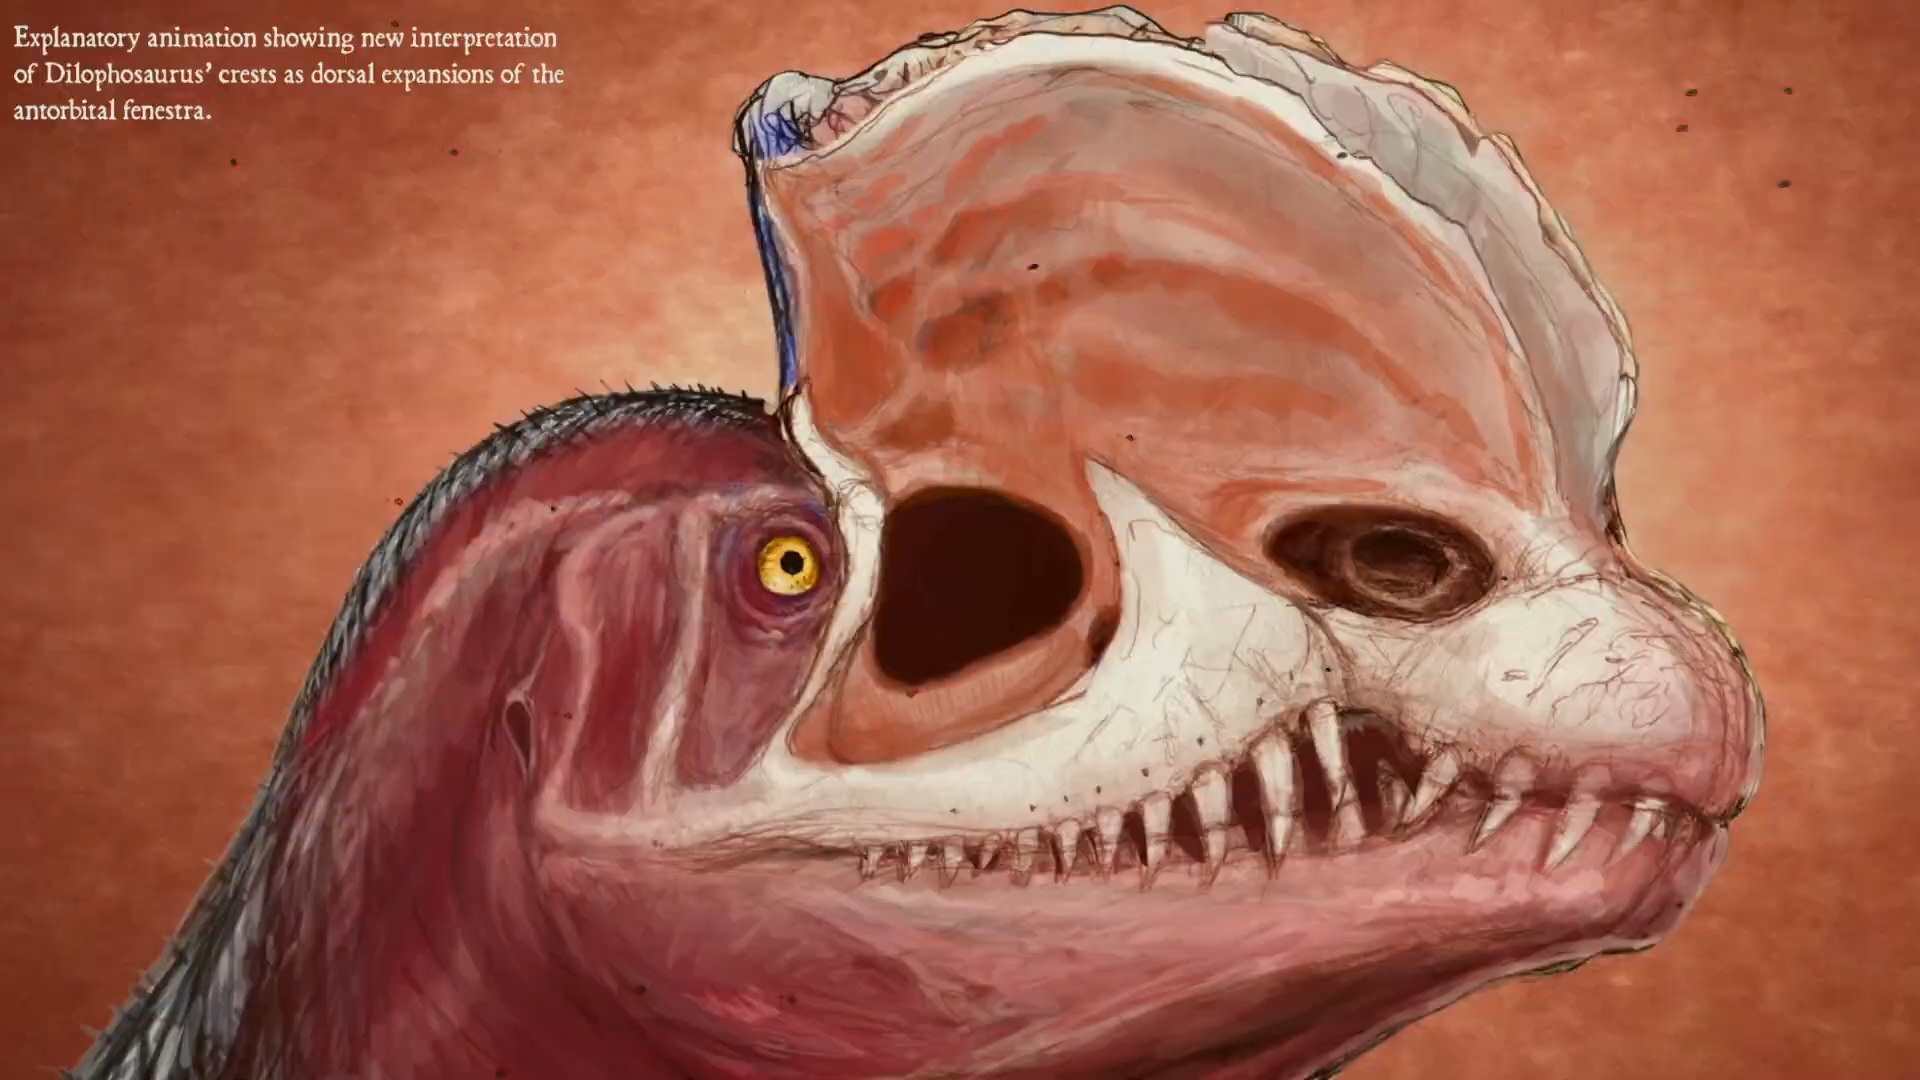 Explanatory animation showing new interpretation
of Dilophosaurus’ crests as dorsal expansions of the
antorbital fenestra.